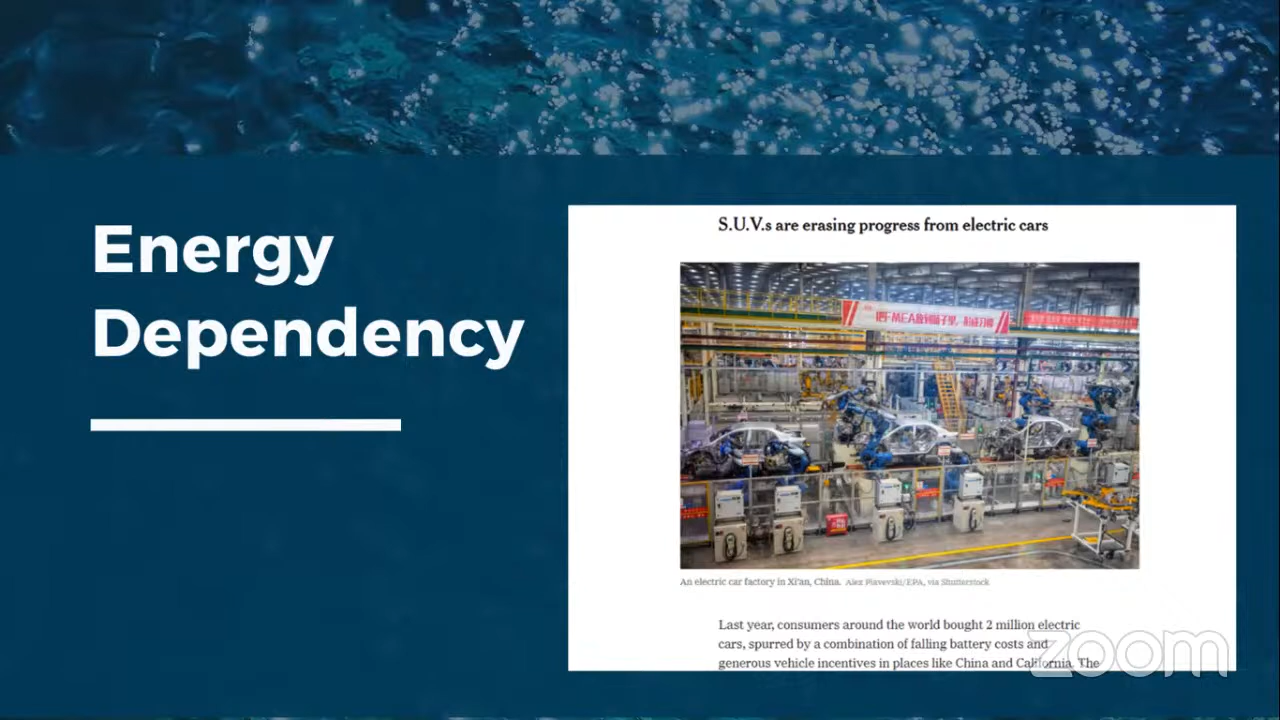 Energy
Dependency
S.U.V.s are erasing progress from electric cars
An electric car factory in Xi'an, China. Alex Plavevski/EPA, via Shutterstock
Last year, consumers around the world bought 2 million electric
cars, spurred by a combination of falling battery costs and
generous vehicle incentives in places like China and California. The
zoom